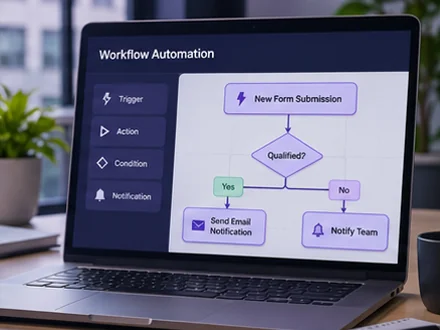 Workflow Automation
Trigger
Action
Condition
Notification
New Form Submission
Qualified?
Yes
No
Send Email
Notification
Notify Team